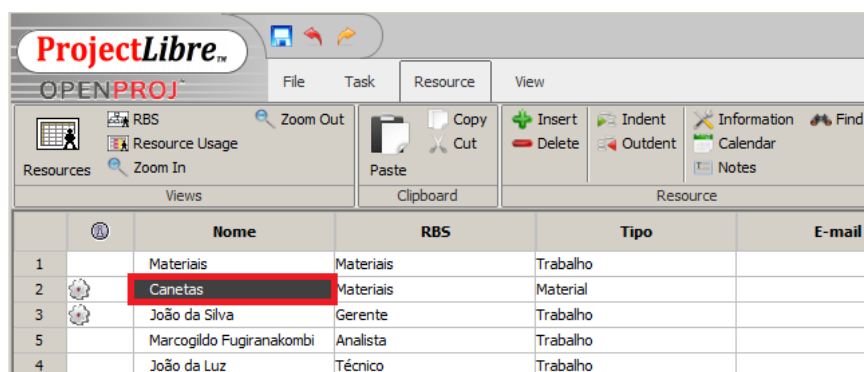 ProjectLibre™
OPENPROJ
File Task Resource View
RBS Zoom Out Copy Insert Indent Information Find
Resource Usage Cut Delete Outdent Calendar
Resources Zoom In Paste Notes
Views Clipboard Resource
Nome RBS Tipo E-mail
1 Materiais Materiais Trabalho
2 Canetas Materiais Material
3 João da Silva Gerente Trabalho
5 Marcogildo Fugiranakombi Analista Trabalho
4 João da Luz Técnico Trabalho